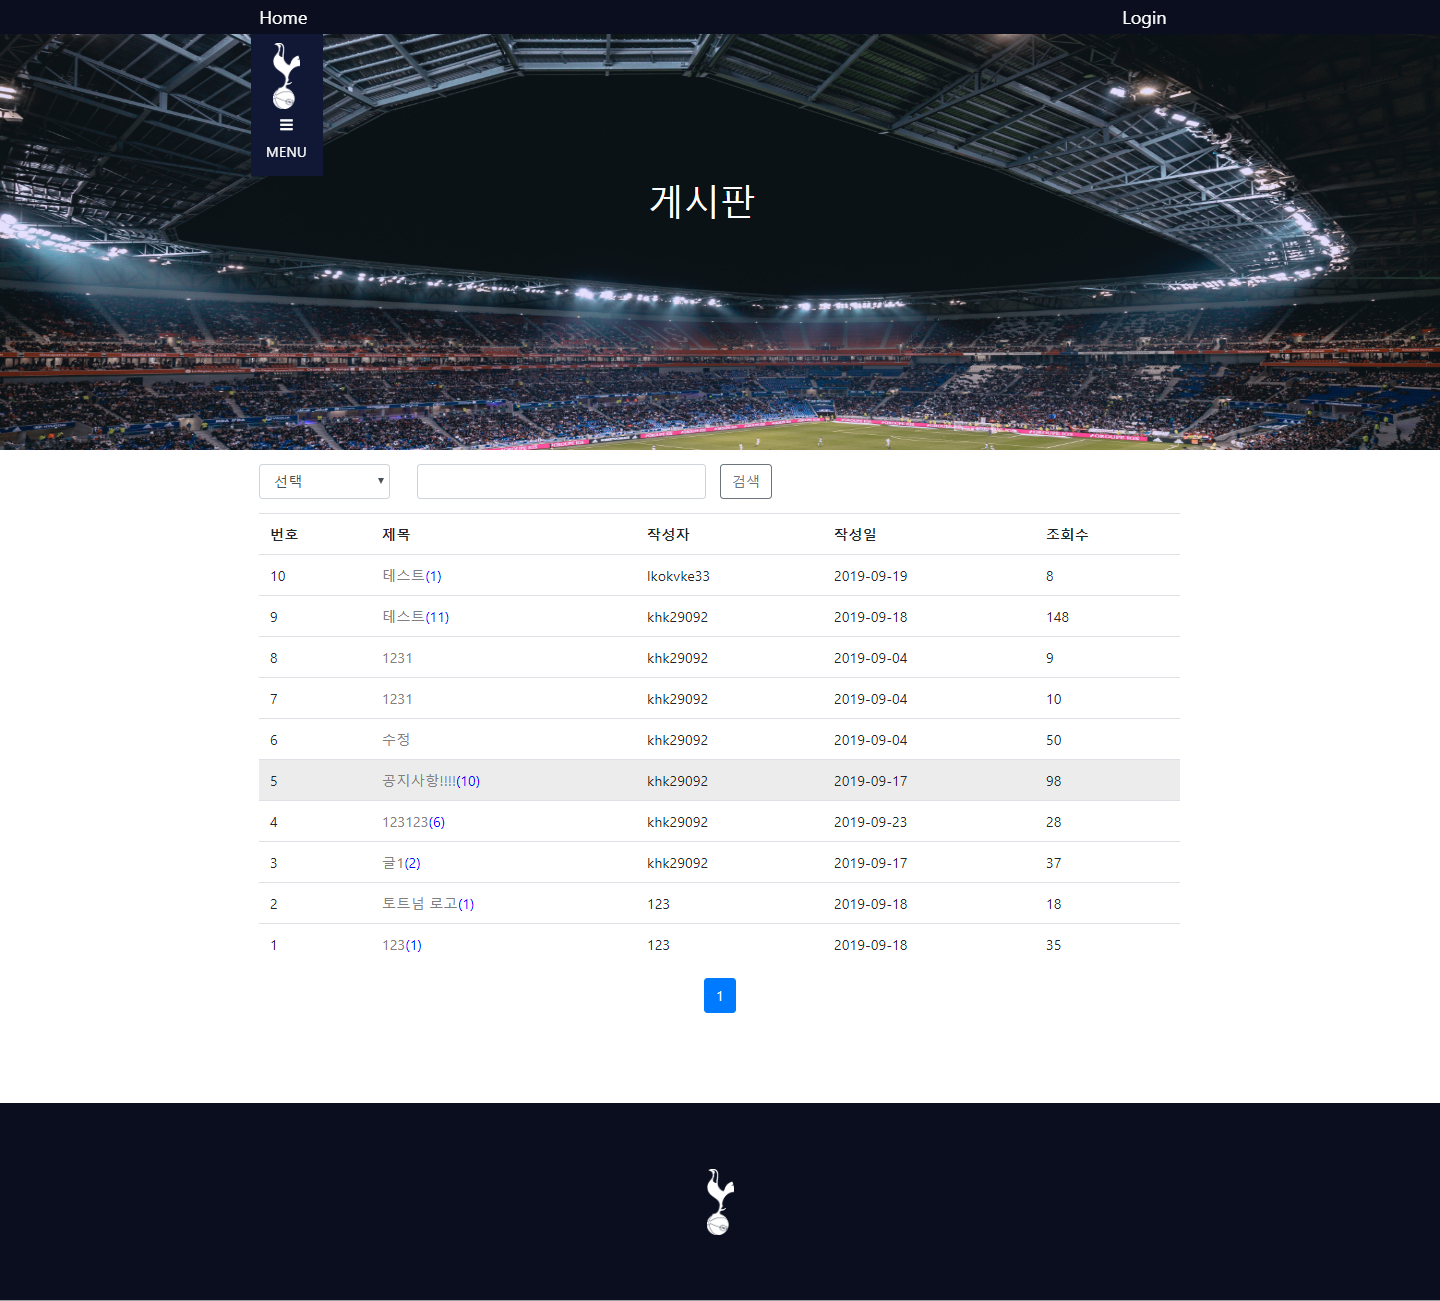 Home Login
MENU
게시판
선택 검색
번호 제목 작성자 작성일 조회수
10 테스트(1) lkokvke33 2019-09-19 8
9 테스트(11) khk29092 2019-09-18 148
8 1231 khk29092 2019-09-04 9
7 1231 khk29092 2019-09-04 10
6 수정 khk29092 2019-09-04 50
5 공지사항!!!!(10) khk29092 2019-09-17 98
4 123123(6) khk29092 2019-09-23 28
3 글1(2) khk29092 2019-09-17 37
2 토트넘 로고(1) 123 2019-09-18 18
1 123(1) 123 2019-09-18 35
1